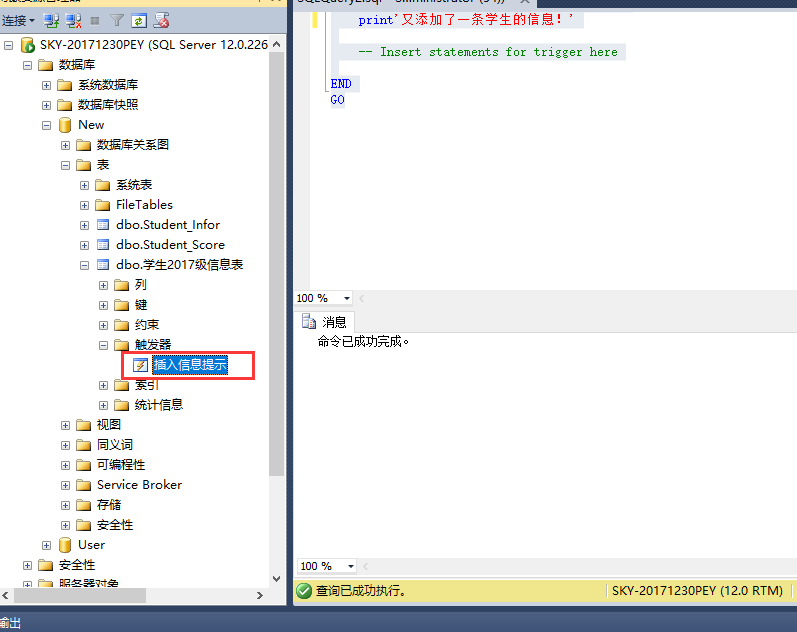 连接
SKY-20171230PEY (SQL Server 12.0.226
数据库
系统数据库
数据库快照
New
数据库关系图
表
系统表
FileTables
dbo.Student_Infor
dbo.Student_Score
dbo.学生2017级信息表
列
键
约束
触发器
插入信息提示
索引
统计信息
视图
同义词
可编程性
Service Broker
存储
安全性
User
安全性
服务器对象
print'又添加了一条学生的信息！'
-- Insert statements for trigger here
END
GO
100 %
消息
命令已成功完成。
100 %
查询已成功执行。
SKY-20171230PEY (12.0 RTM)
输出